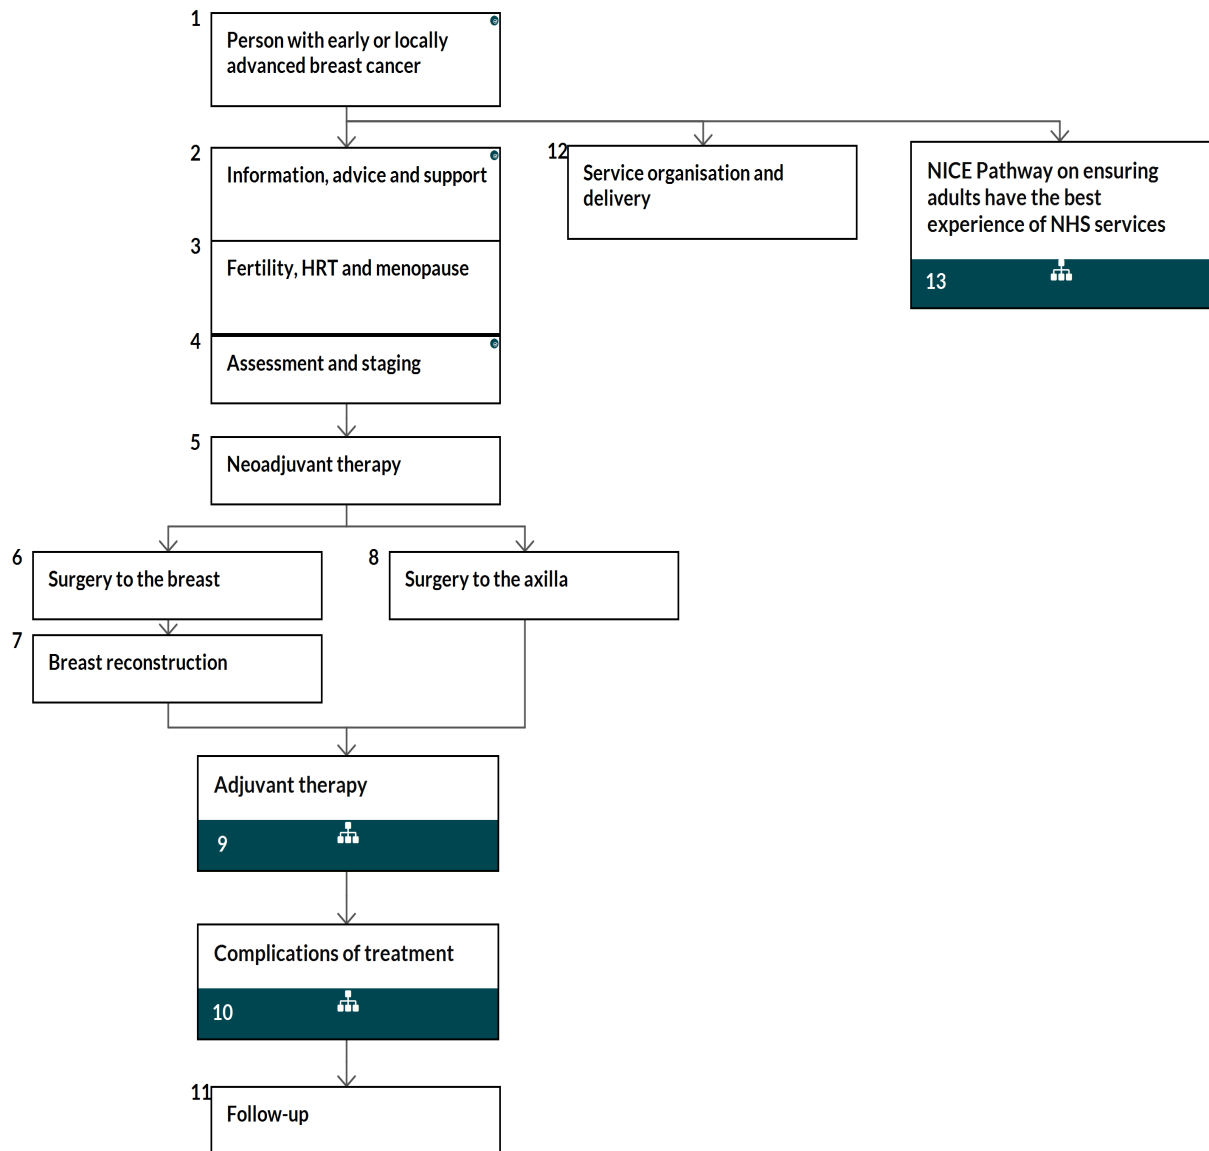 1
Person with early or locally
advanced breast cancer
2
Information, advice and support
12
Service organisation and
delivery
NICE Pathway on ensuring
adults have the best
experience of NHS services
13
3
Fertility, HRT and menopause
4
Assessment and staging
5
Neoadjuvant therapy
6
Surgery to the breast
8
Surgery to the axilla
7
Breast reconstruction
Adjuvant therapy
9
Complications of treatment
10
11
Follow-up